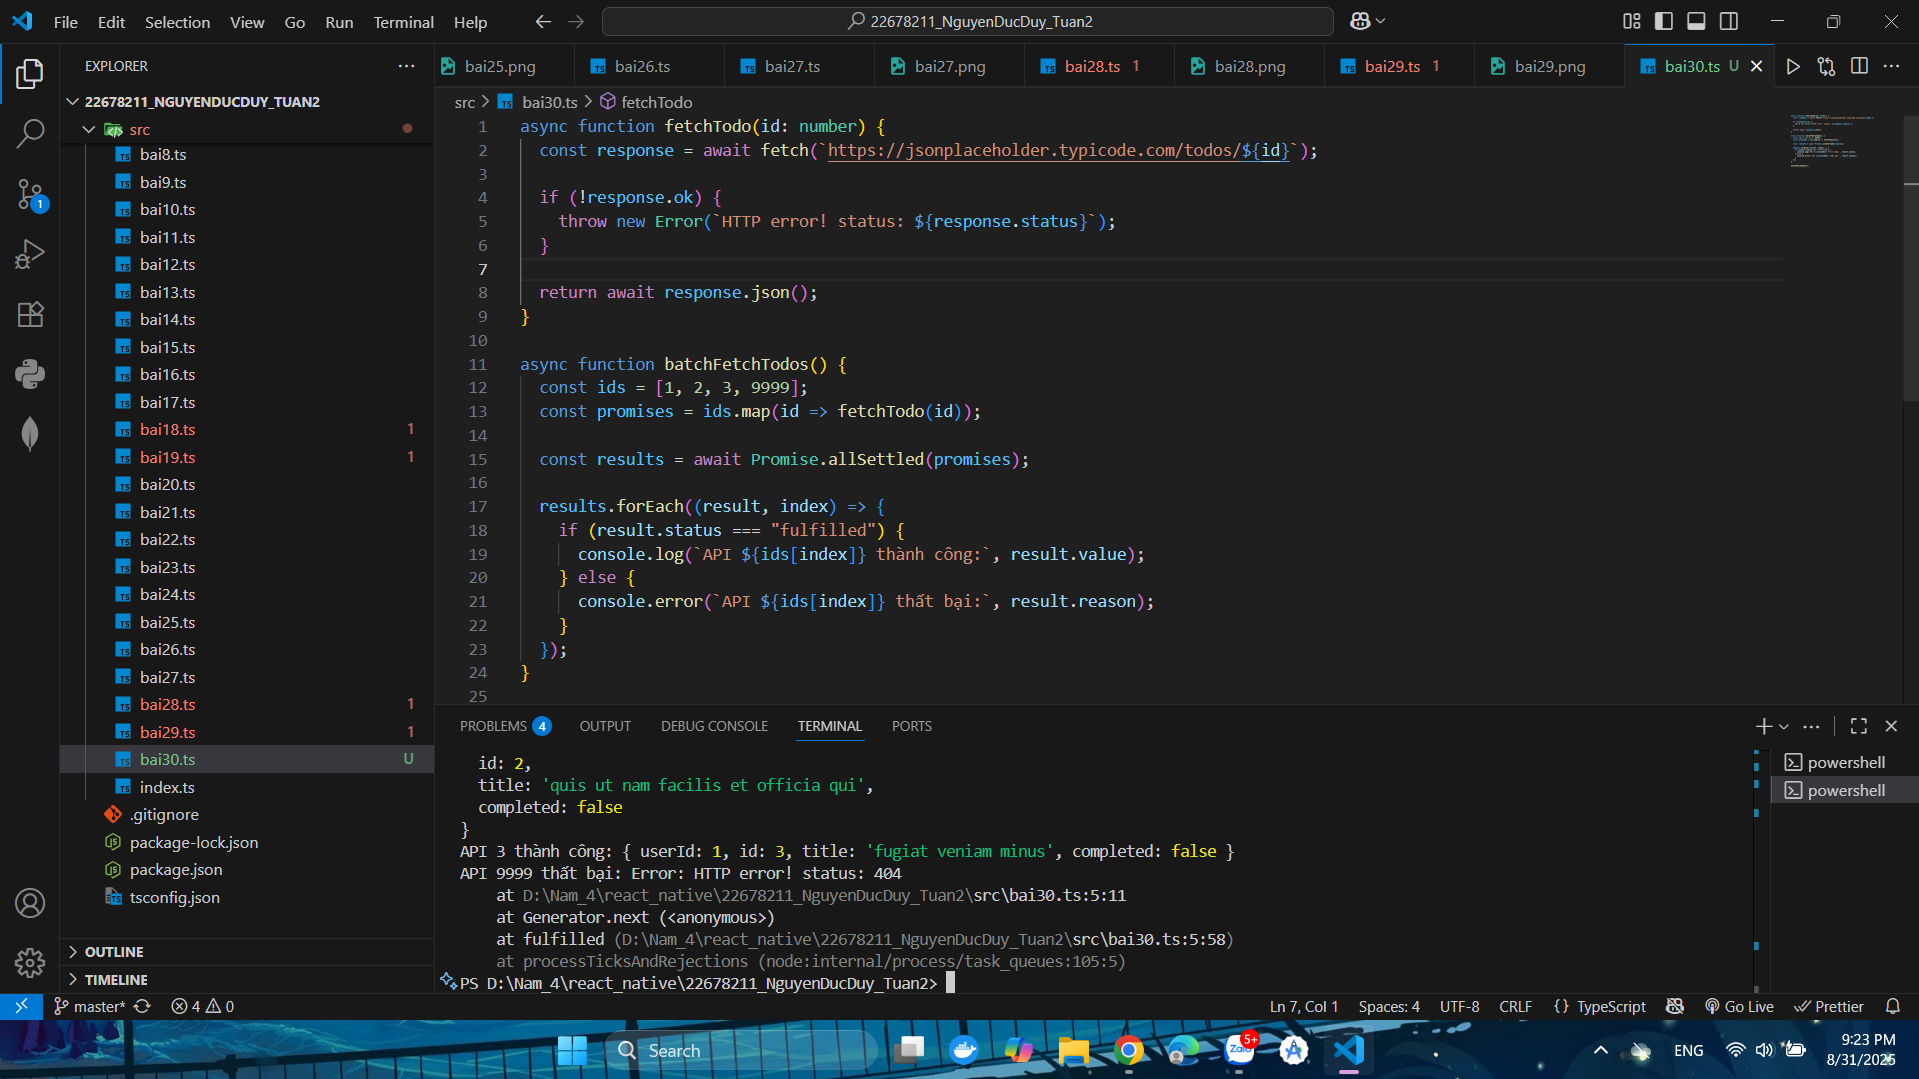 File Edit Selection View Go Run Terminal Help
22678211_NguyenDucDuy_Tuan2
EXPLORER
bai25.png
bai26.ts
bai27.ts
bai27.png
bai28.ts 1
bai28.png
bai29.ts 1
bai29.png
bai30.ts U
22678211_NGUYENDUCDUY_TUAN2
src
bai8.ts
bai9.ts
bai10.ts
bai11.ts
bai12.ts
bai13.ts
bai14.ts
bai15.ts
bai16.ts
bai17.ts
bai18.ts 1
bai19.ts 1
bai20.ts
bai21.ts
bai22.ts
bai23.ts
bai24.ts
bai25.ts
bai26.ts
bai27.ts
bai28.ts 1
bai29.ts 1
bai30.ts U
index.ts
.gitignore
package-lock.json
package.json
tsconfig.json
OUTLINE
TIMELINE
1
src > bai30.ts > fetchTodo
1 async function fetchTodo(id: number) {
2 const response = await fetch(`https://jsonplaceholder.typicode.com/todos/${id}`);
3
4 if (!response.ok) {
5 throw new Error(`HTTP error! status: ${response.status}`);
6 }
7
8 return await response.json();
9 }
10
11 async function batchFetchTodos() {
12 const ids = [1, 2, 3, 9999];
13 const promises = ids.map(id => fetchTodo(id));
14
15 const results = await Promise.allSettled(promises);
16
17 results.forEach((result, index) => {
18 if (result.status === "fulfilled") {
19 console.log(`API ${ids[index]} thành công:`, result.value);
20 } else {
21 console.error(`API ${ids[index]} thất bại:`, result.reason);
22 }
23 });
24 }
25
PROBLEMS 4 OUTPUT DEBUG CONSOLE TERMINAL PORTS
id: 2,
title: 'quis ut nam facilis et officia qui',
completed: false
}
API 3 thành công: { userId: 1, id: 3, title: 'fugiat veniam minus', completed: false }
API 9999 thất bại: Error: HTTP error! status: 404
at D:\Nam_4\react_native\22678211_NguyenDucDuy_Tuan2\src\bai30.ts:5:11
at Generator.next (<anonymous>)
at fulfilled (D:\Nam_4\react_native\22678211_NguyenDucDuy_Tuan2\src\bai30.ts:5:58)
at processTicksAndRejections (node:internal/process/task_queues:105:5)
PS D:\Nam_4\react_native\22678211_NguyenDucDuy_Tuan2>
powershell
powershell
master* 4 0
Ln 7, Col 1 Spaces: 4 UTF-8 CRLF {} TypeScript Go Live Prettier
Search
Zalo 5+
ENG
9:23 PM
8/31/2025